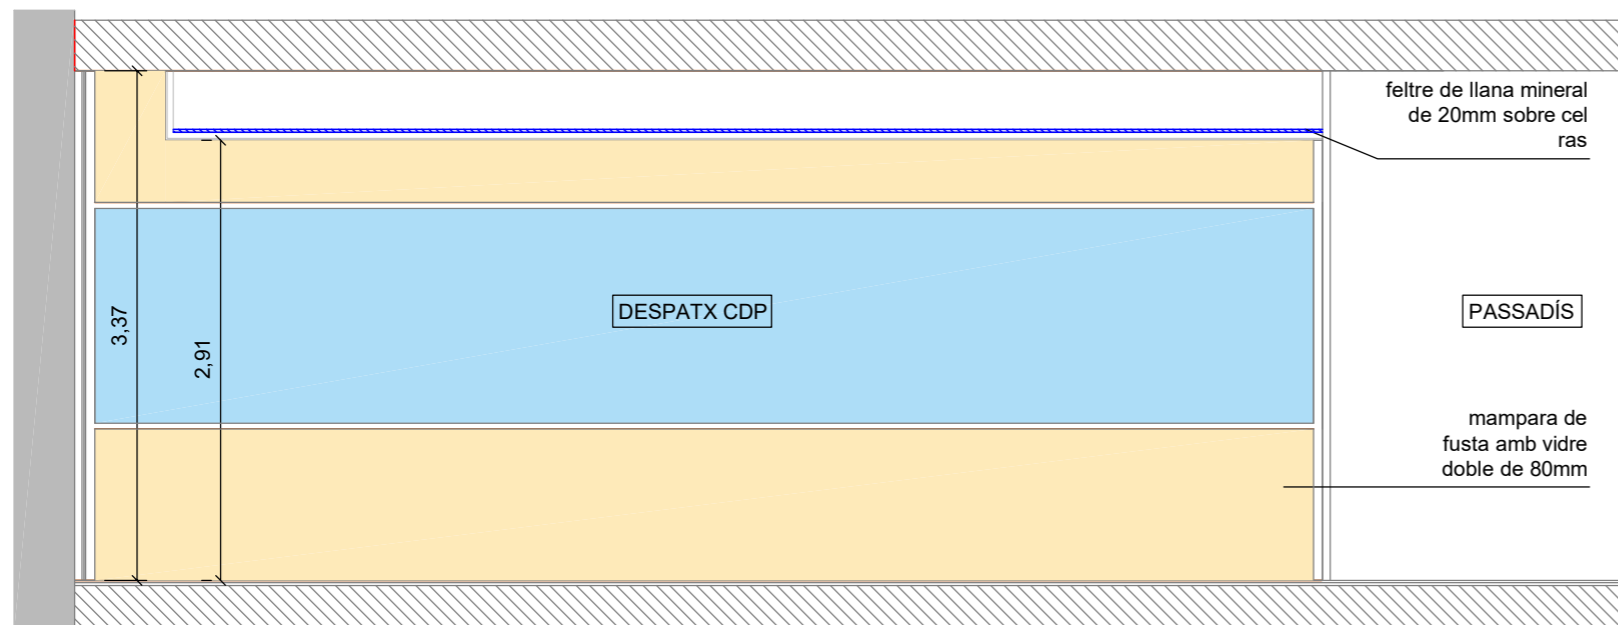 feltre de llana mineral
de 20mm sobre cel
ras
DESPATX CDP
PASSADÍS
3,37
2,91
mampara de
fusta amb vidre
doble de 80mm